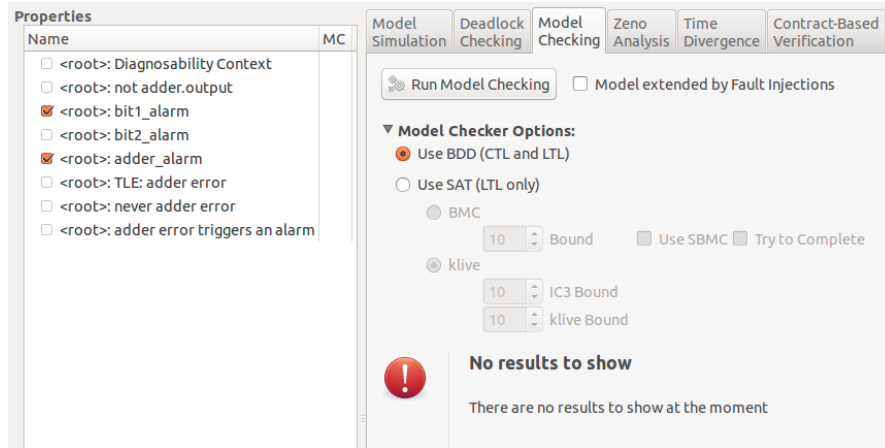 Properties
Name MC
<root>: Diagnosability Context
<root>: not adder.output
<root>: bit1_alarm
<root>: bit2_alarm
<root>: adder_alarm
<root>: TLE: adder error
<root>: never adder error
<root>: adder error triggers an alarm
Model Simulation
Deadlock Checking
Model Checking
Zeno Analysis
Time Divergence
Contract-Based Verification
Run Model Checking Model extended by Fault Injections
Model Checker Options:
Use BDD (CTL and LTL)
Use SAT (LTL only)
BMC
10 Bound Use SBMC Try to Complete
klive
10 IC3 Bound
10 klive Bound
No results to show
There are no results to show at the moment